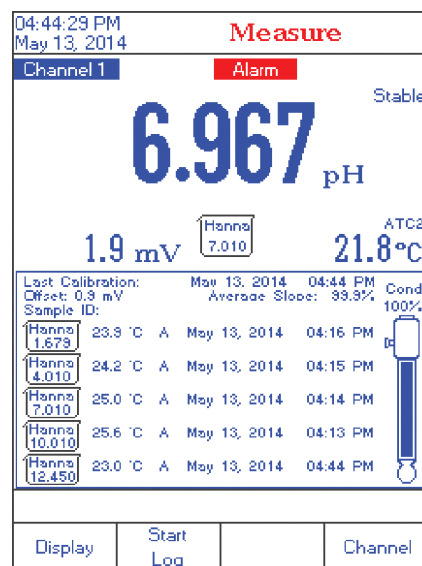 04:44:29 PM
May 13, 2014
Measure
Channel 1
Alarm
Stable
6.967 pH
1.9 mV
Hanna
7.010
ATC2
21.8°C
Last Calibration: May 13, 2014 04:44 PM
Offset: 0.9 mV Average Slope: 99.9%
Sample ID:
Cond
100%
Hanna
1.679
23.9 °C A May 13, 2014 04:16 PM
Hanna
4.010
24.2 °C A May 13, 2014 04:15 PM
Hanna
7.010
25.0 °C A May 13, 2014 04:14 PM
Hanna
10.010
25.6 °C A May 13, 2014 04:13 PM
Hanna
12.450
23.0 °C A May 13, 2014 04:44 PM
Display
Start
Log
Channel